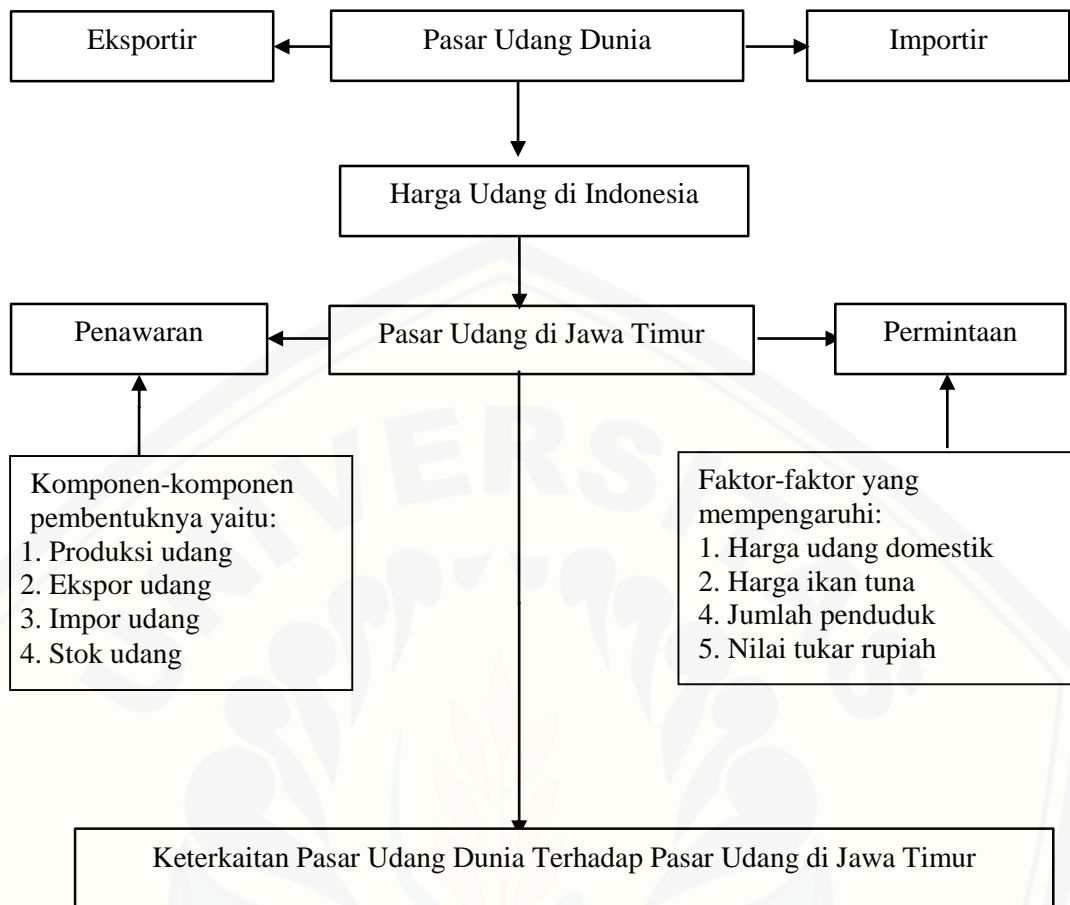 Eksportir
Pasar Udang Dunia
Importir
Harga Udang di Indonesia
Penawaran
Pasar Udang di Jawa Timur
Permintaan
Komponen-komponen
pembentuknya yaitu:
1. Produksi udang
2. Ekspor udang
3. Impor udang
4. Stok udang
Faktor-faktor yang
mempengaruhi:
1. Harga udang domestik
2. Harga ikan tuna
4. Jumlah penduduk
5. Nilai tukar rupiah
Keterkaitan Pasar Udang Dunia Terhadap Pasar Udang di Jawa Timur
UNIVERSITAS